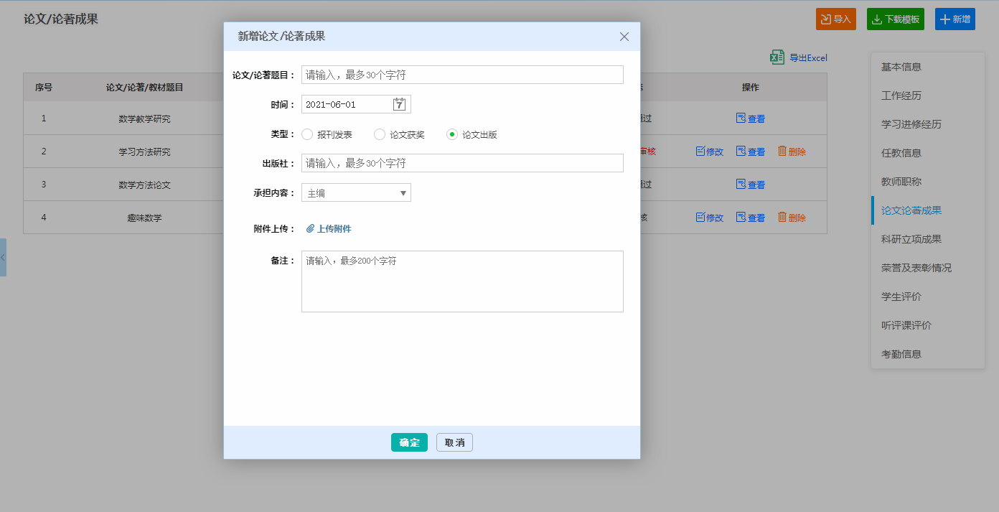 论文/论著成果
导入
下载模板
新增
导出Excel
新增论文/论著成果
论文/论著题目：
请输入，最多30个字符
时间：
2021-06-01
7
类型：
报刊发表
论文获奖
论文出版
出版社：
请输入，最多30个字符
承担内容：
主编
附件上传：
上传附件
备注：
请输入，最多200个字符
确定
取消
序号 论文/论著/教材题目 操作
1 数学教学研究 过 查看
2 学习方法研究 审核 修改 查看 删除
3 数学方法论文 过 查看
4 趣味数学 核 修改 查看 删除
基本信息
工作经历
学习进修经历
任教信息
教师职称
论文论著成果
科研立项成果
荣誉及表彰情况
学生评价
听评课评价
考勤信息